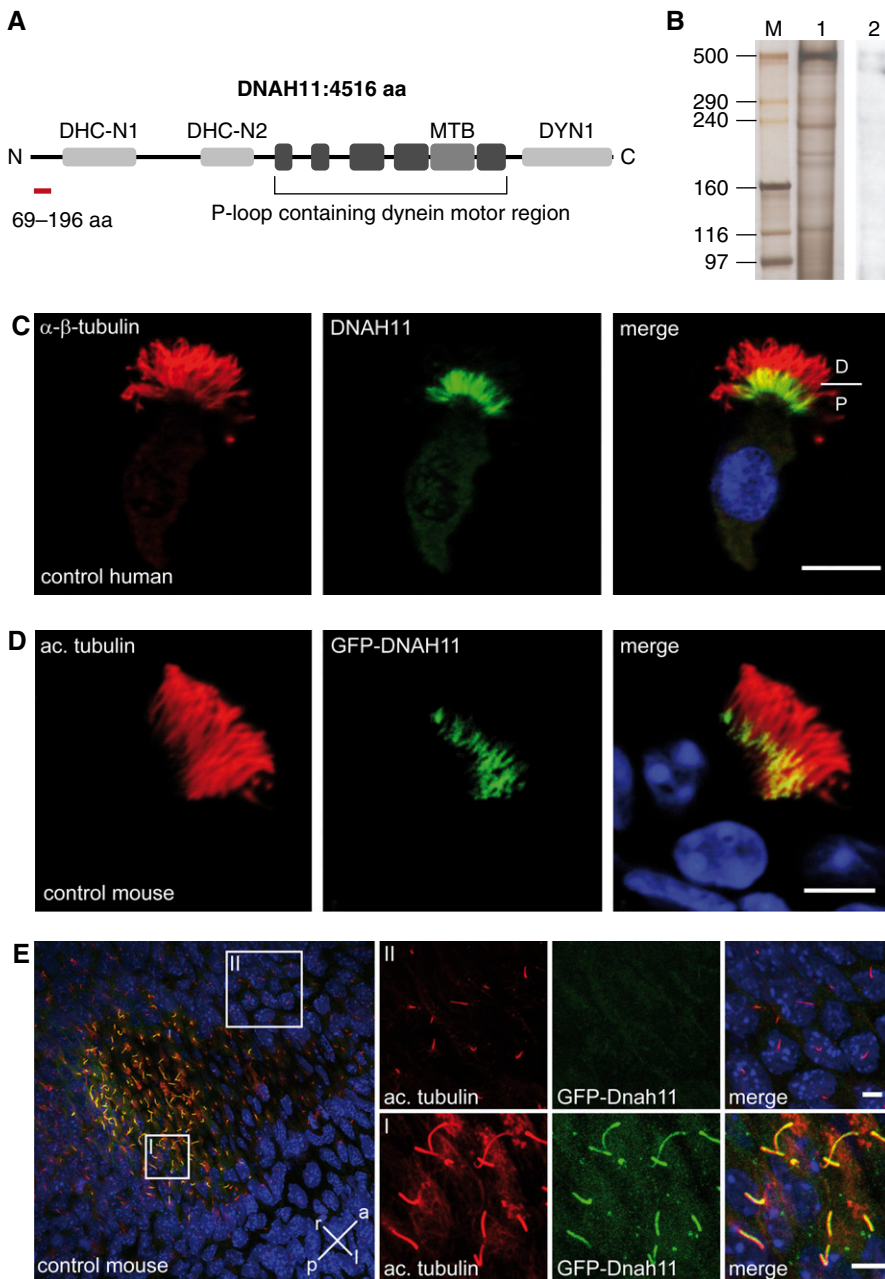 A
DNAH11:4516 aa
DHC-N1 DHC-N2 MTB DYN1
N C
69–196 aa
P-loop containing dynein motor region
B
M 1 2
500
290
240
160
116
97
C
α-β-tubulin DNAH11 merge
D
P
control human
D
ac. tubulin GFP-DNAH11 merge
control mouse
E
II
I
r a
p l
control mouse
II
ac. tubulin GFP-Dnah11 merge
I
ac. tubulin GFP-Dnah11 merge